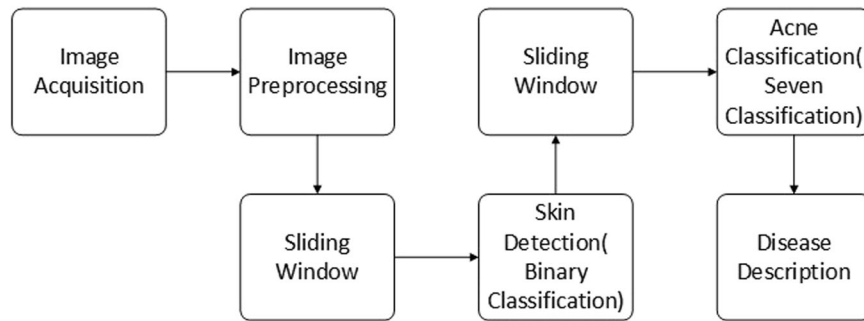 Image
Acquisition
Image
Preprocessing
Sliding
Window
Skin
Detection(
Binary
Classification)
Sliding
Window
Acne
Classification(
Seven
Classification)
Disease
Description